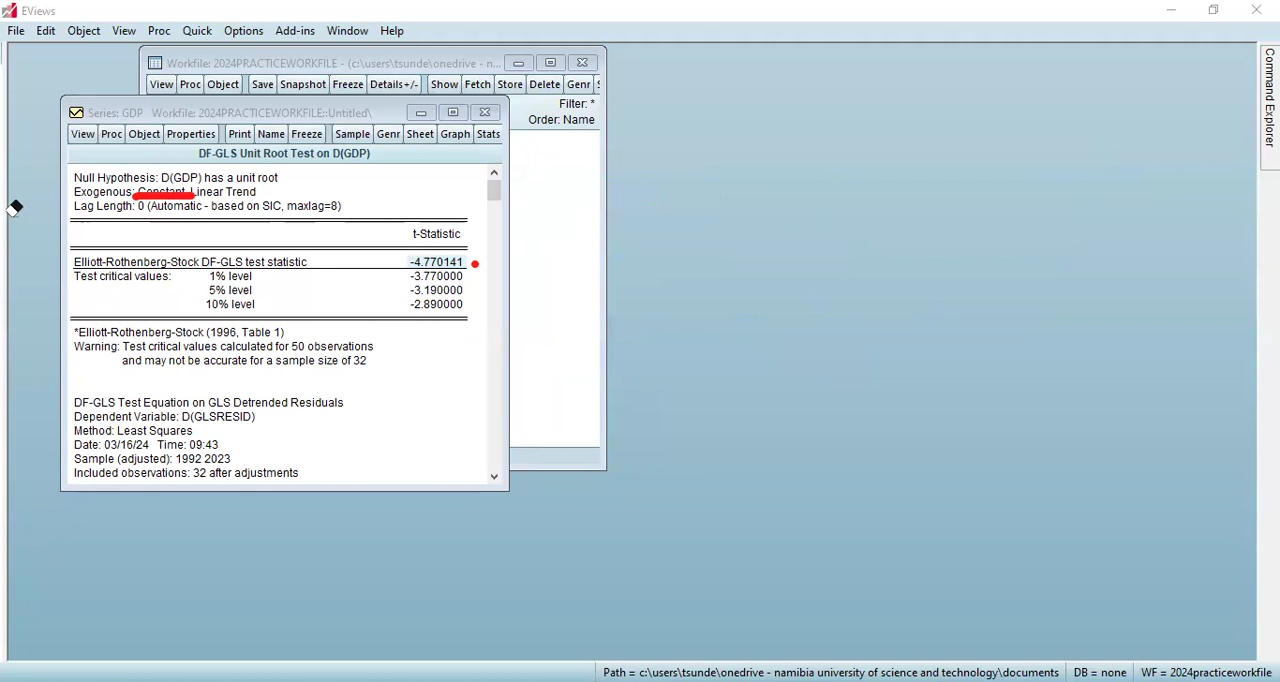 EViews
File Edit Object View Proc Quick Options Add-ins Window Help
Workfile: 2024PRACTICEWORKFILE - (c:\users\tsunde\onedrive - n...
View Proc Object Save Snapshot Freeze Details+/- Show Fetch Store Delete Genr S
Filter: *
Order: Name
Series: GDP Workfile: 2024PRACTICEWORKFILE::Untitled\
View Proc Object Properties Print Name Freeze Sample Genr Sheet Graph Stats
DF-GLS Unit Root Test on D(GDP)
Null Hypothesis: D(GDP) has a unit root
Exogenous: Constant, Linear Trend
Lag Length: 0 (Automatic - based on SIC, maxlag=8)
t-Statistic
Elliott-Rothenberg-Stock DF-GLS test statistic -4.770141
Test critical values: 1% level -3.770000
5% level -3.190000
10% level -2.890000
*Elliott-Rothenberg-Stock (1996, Table 1)
Warning: Test critical values calculated for 50 observations
and may not be accurate for a sample size of 32
DF-GLS Test Equation on GLS Detrended Residuals
Dependent Variable: D(GLSRESID)
Method: Least Squares
Date: 03/16/24 Time: 09:43
Sample (adjusted): 1992 2023
Included observations: 32 after adjustments
Command Explorer
Path = c:\users\tsunde\onedrive - namibia university of science and technology\documents DB = none WF = 2024practiceworkfile